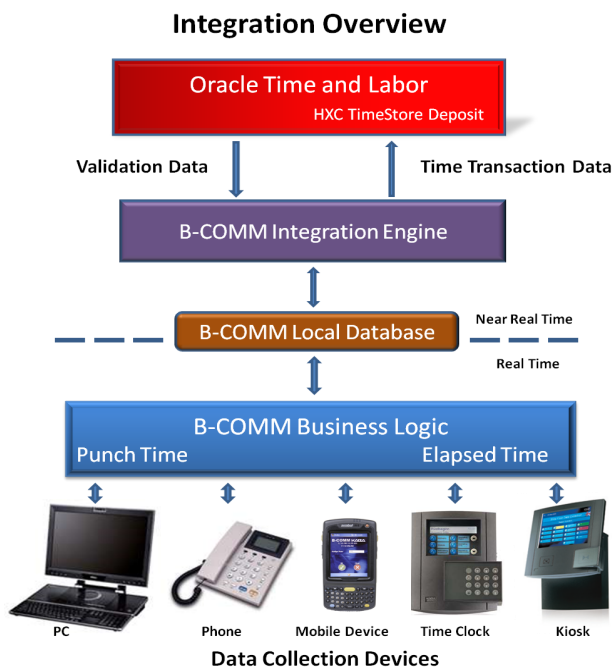 Integration Overview
Oracle Time and Labor
HXC TimeStore Deposit
Validation Data
Time Transaction Data
B-COMM Integration Engine
B-COMM Local Database
Near Real Time
Real Time
B-COMM Business Logic
Punch Time
Elapsed Time
B-COMM KABA
PC
Phone
Mobile Device
Time Clock
Kiosk
Data Collection Devices